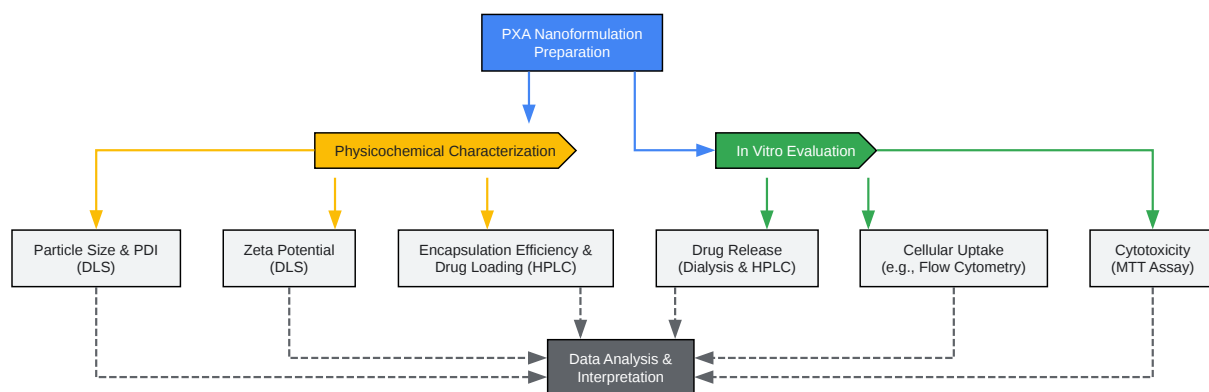 PXA Nanoformulation
Preparation
Physicochemical Characterization
In Vitro Evaluation
Particle Size & PDI
(DLS)
Zeta Potential
(DLS)
Encapsulation Efficiency &
Drug Loading (HPLC)
Drug Release
(Dialysis & HPLC)
Cellular Uptake
(e.g., Flow Cytometry)
Cytotoxicity
(MTT Assay)
Data Analysis &
Interpretation